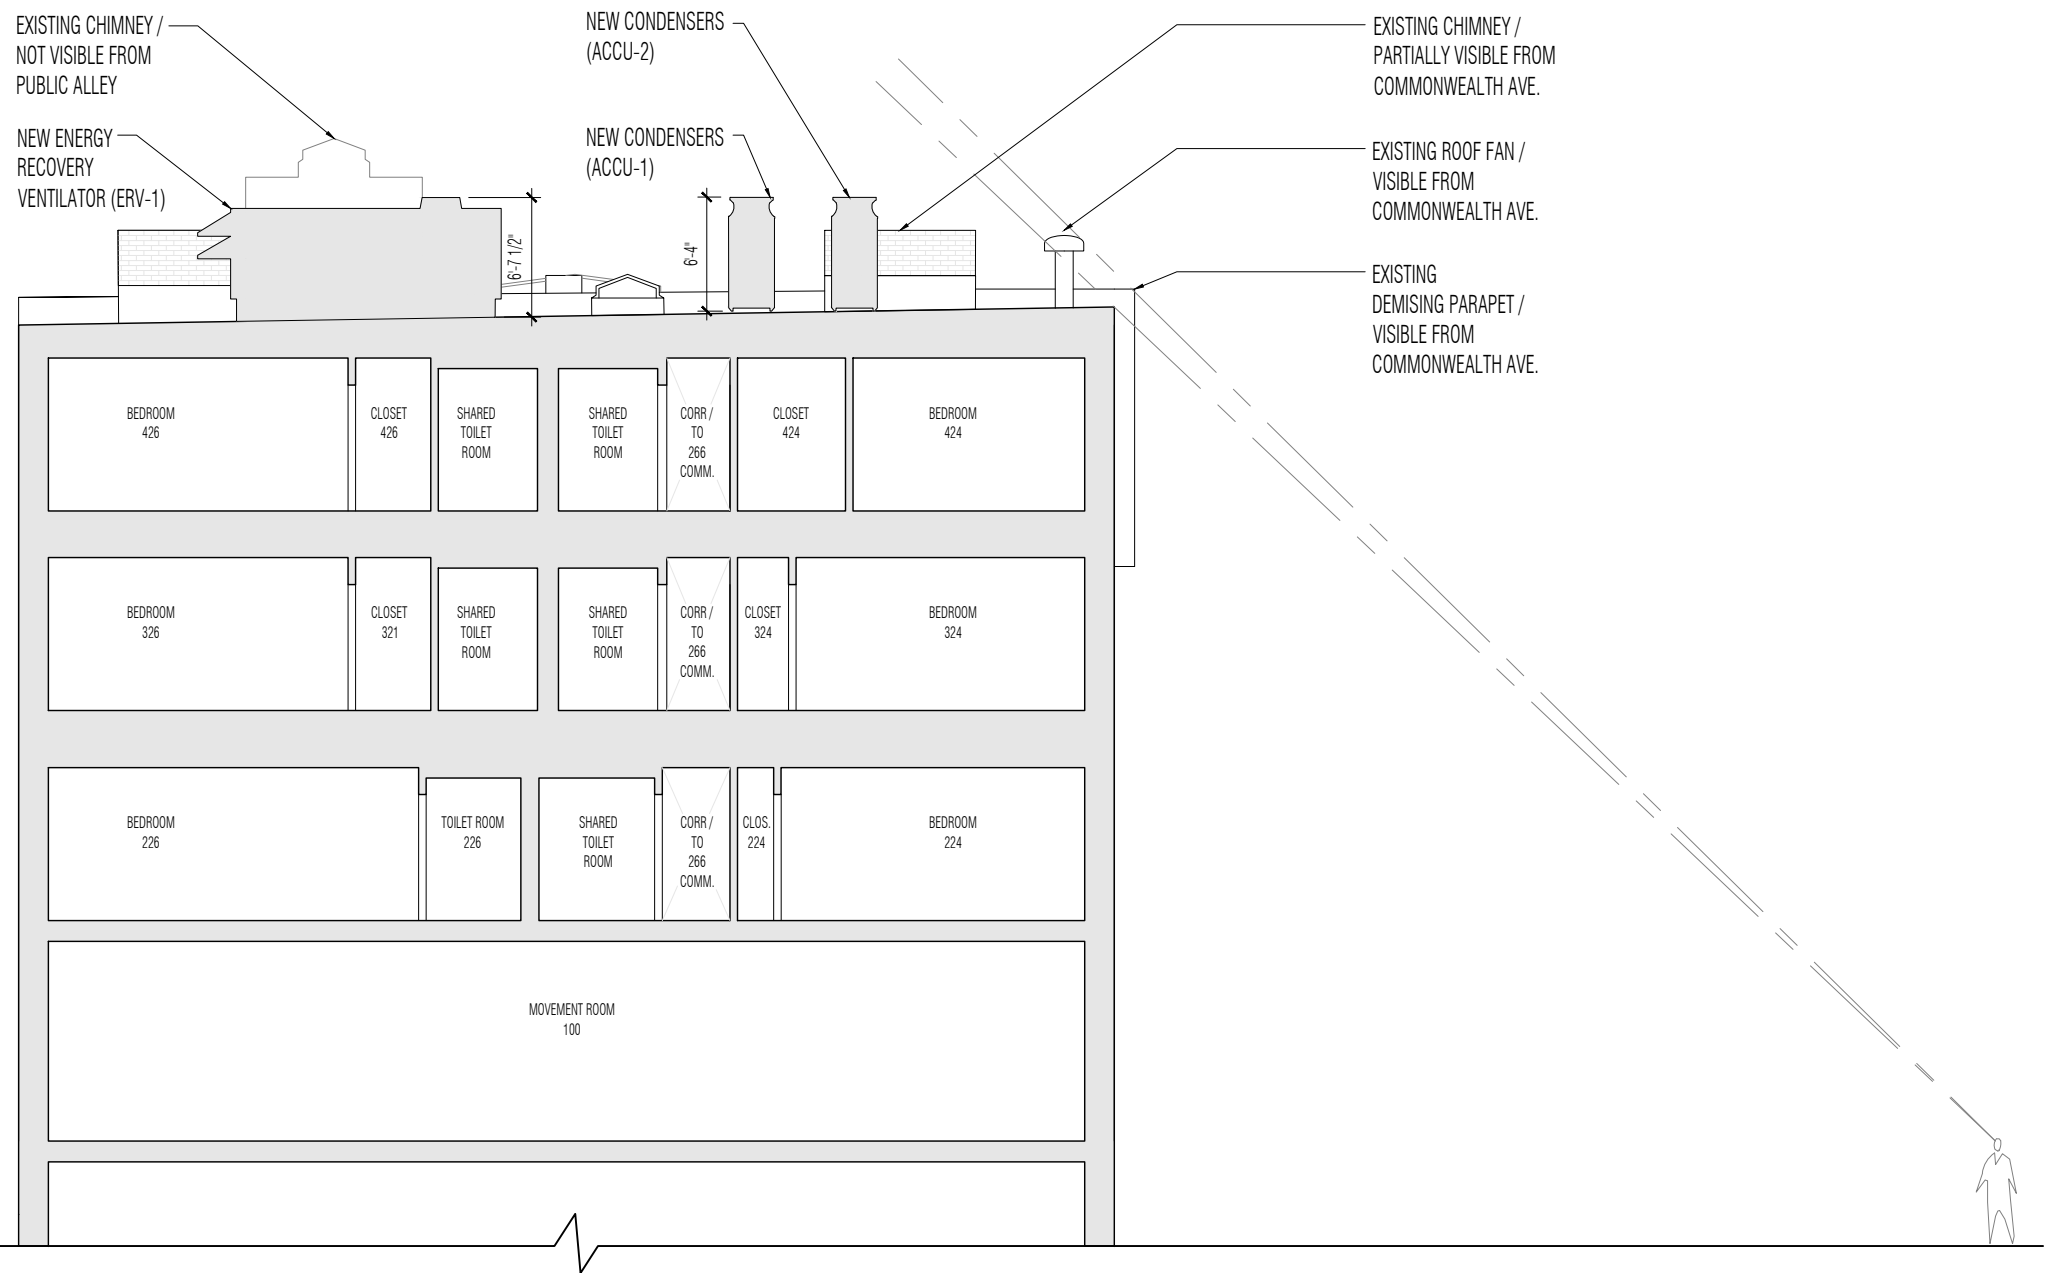 EXISTING CHIMNEY /
NOT VISIBLE FROM
PUBLIC ALLEY
NEW ENERGY
RECOVERY
VENTILATOR (ERV-1)
NEW CONDENSERS
(ACCU-2)
NEW CONDENSERS
(ACCU-1)
EXISTING CHIMNEY /
PARTIALLY VISIBLE FROM
COMMONWEALTH AVE.
EXISTING ROOF FAN /
VISIBLE FROM
COMMONWEALTH AVE.
EXISTING
DEMISING PARAPET /
VISIBLE FROM
COMMONWEALTH AVE.
6'-7 1/2"
6'-4"
BEDROOM
426
CLOSET
426
SHARED
TOILET
ROOM
SHARED
TOILET
ROOM
CORR /
TO
266
COMM.
CLOSET
424
BEDROOM
424
BEDROOM
326
CLOSET
321
SHARED
TOILET
ROOM
SHARED
TOILET
ROOM
CORR /
TO
266
COMM.
CLOSET
324
BEDROOM
324
BEDROOM
226
TOILET ROOM
226
SHARED
TOILET
ROOM
CORR /
TO
266
COMM.
CLOS.
224
BEDROOM
224
MOVEMENT ROOM
100